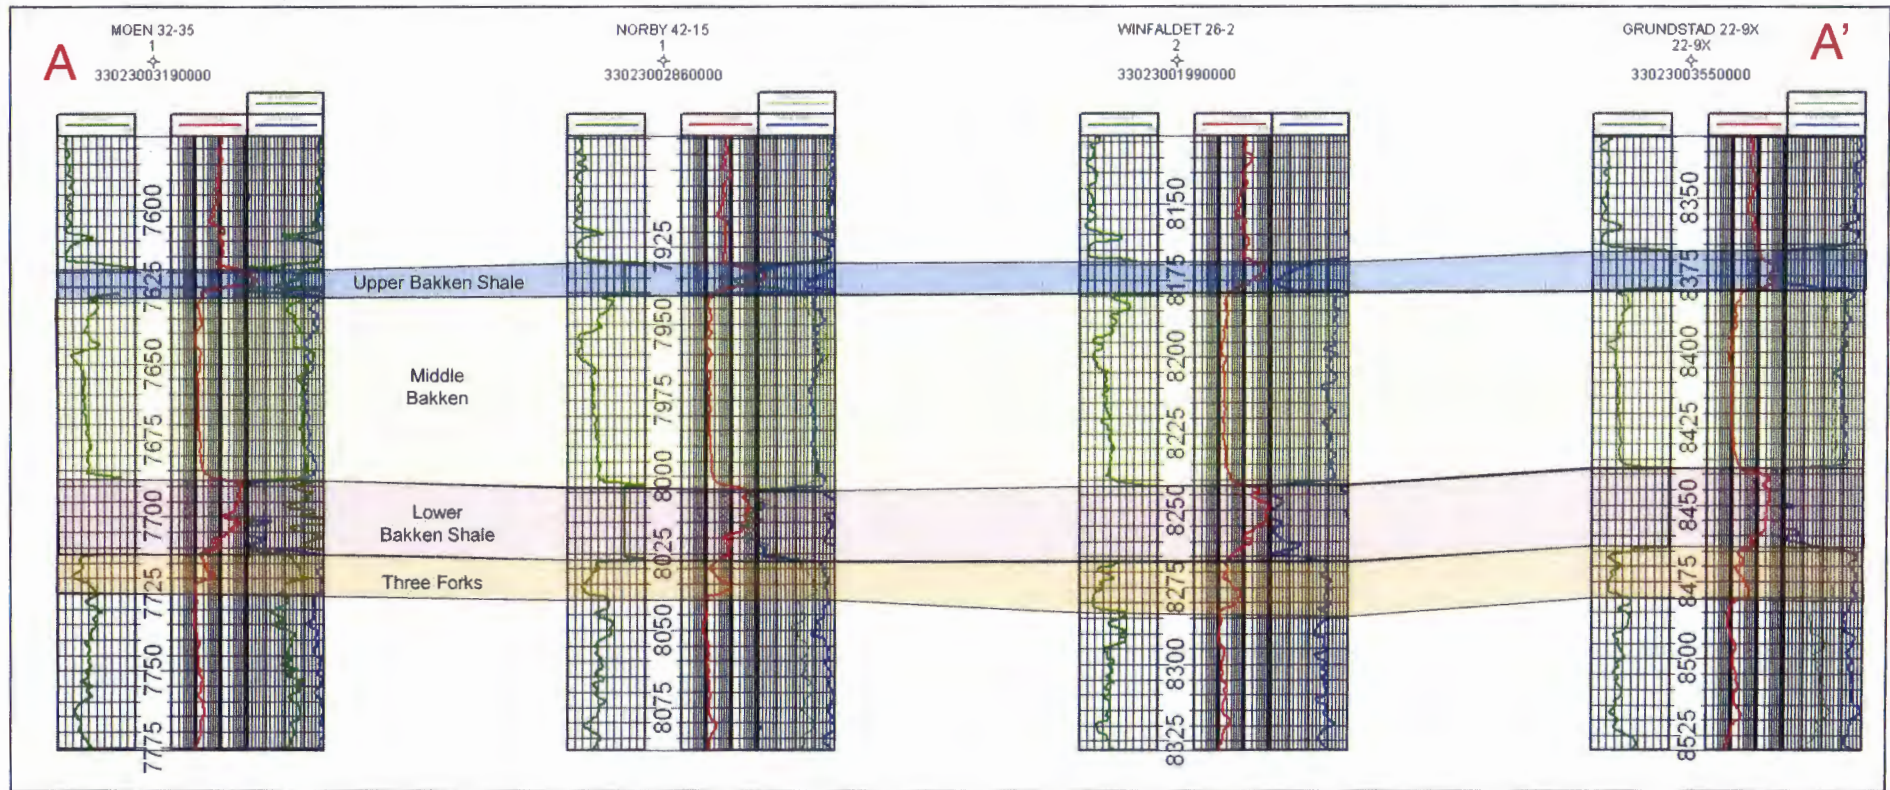 A
MOEN 32-35
1
33023003190000
NORBY 42-15
1
33023002860000
WINFALDET 26-2
2
33023001990000
GRUNDSTAD 22-9X
22-9X
33023003550000
A'
7600
7625
7650
7675
7700
7725
7750
7775
Upper Bakken Shale
Middle
Bakken
Lower
Bakken Shale
Three Forks
7925
7950
7975
8000
8025
8050
8075
8150
8175
8200
8225
8250
8275
8300
8325
8350
8375
8400
8425
8450
8475
8500
8525